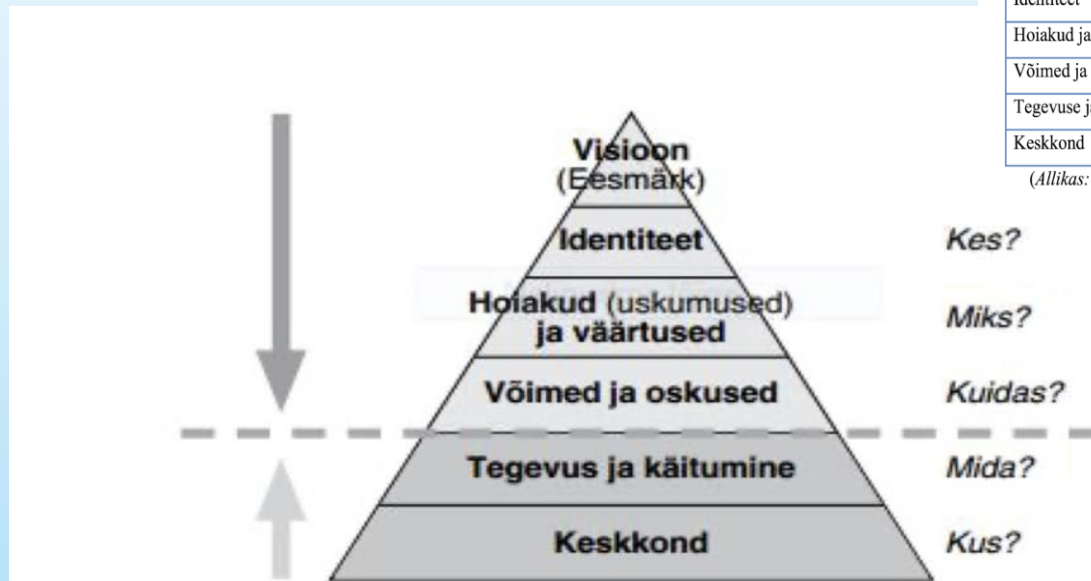 Identiteet
Hoiakud ja
Võimed ja
Tegevuse
Keskkond
(Allikas:
Visioon
(Eesmärk)
Identiteet
Kes?
Hoiakud (uskumused)
ja väärtused
Miks?
Võimed ja oskused
Kuidas?
Tegevus ja käitumine
Mida?
Keskkond
Kus?